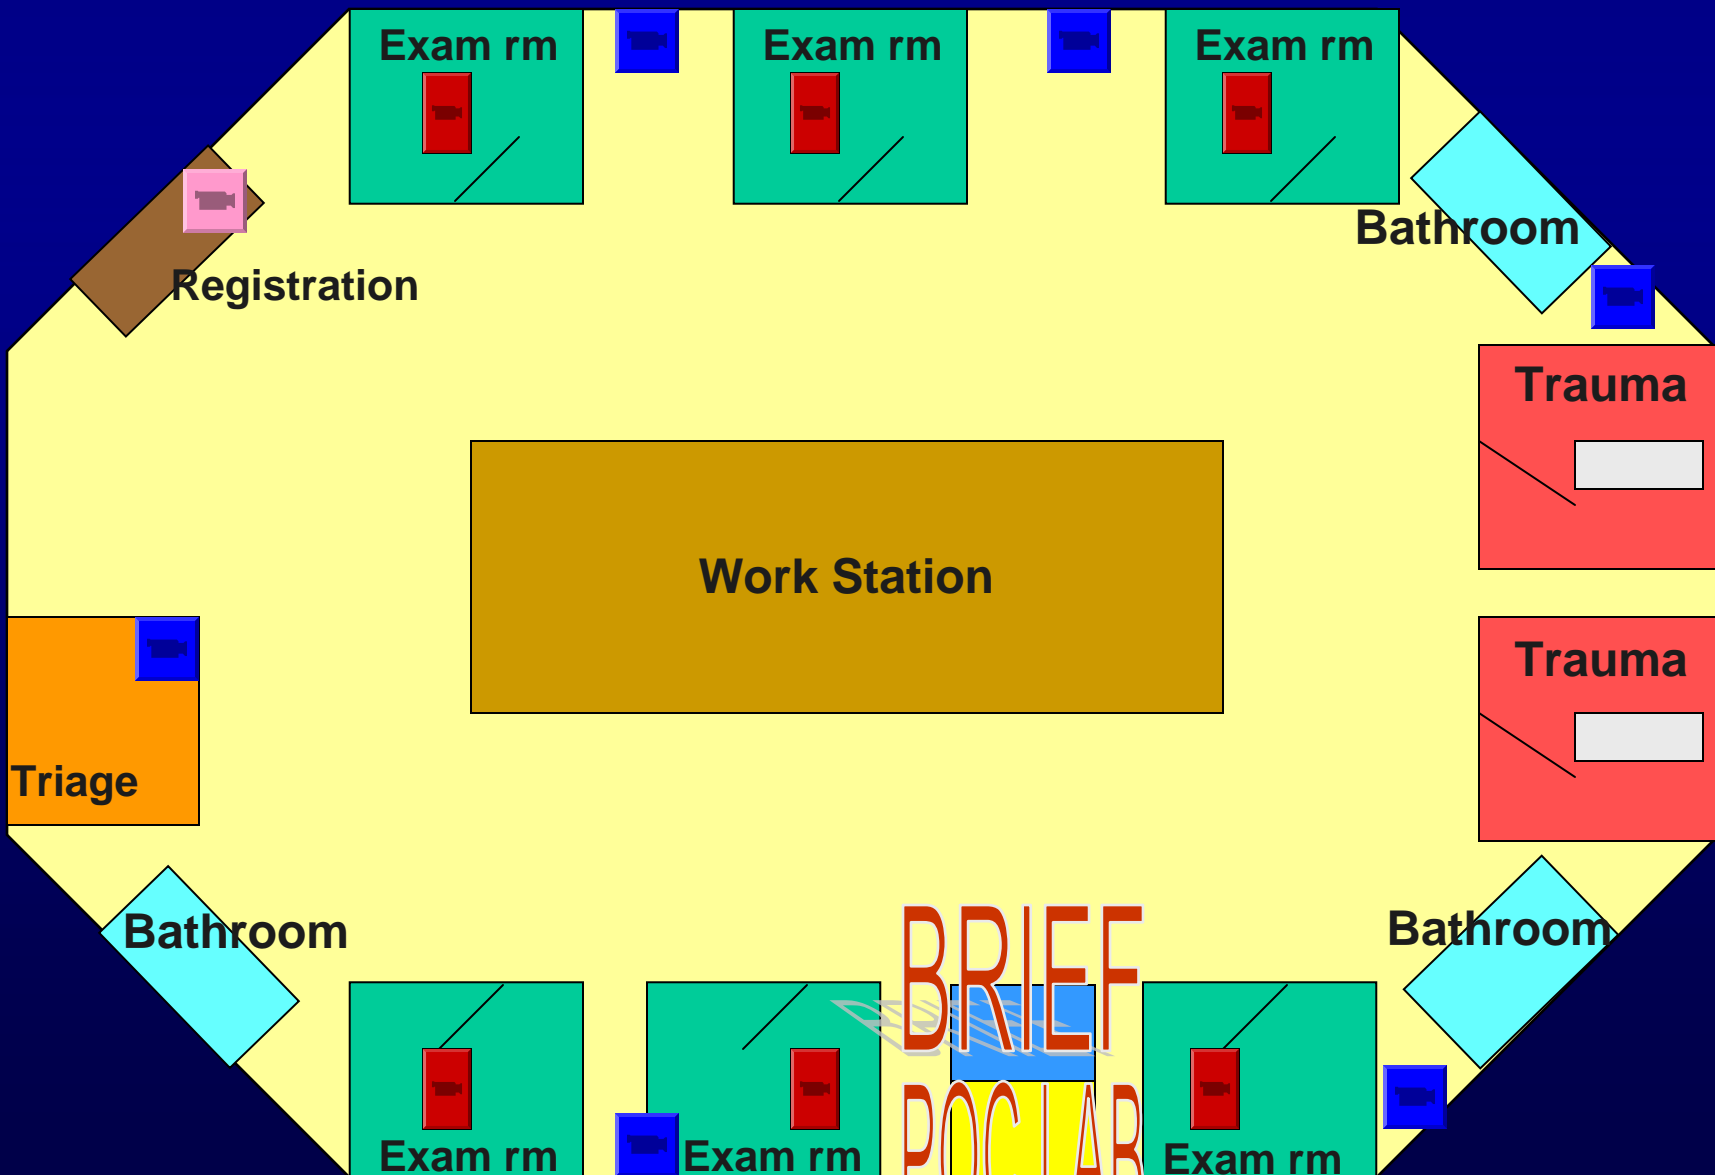 Exam rm
Exam rm
Exam rm
Bathroom
Registration
Trauma
Work Station
Trauma
Triage
Bathroom
Bathroom
BRIEF
POC LAB
Exam rm
Exam rm
Exam rm